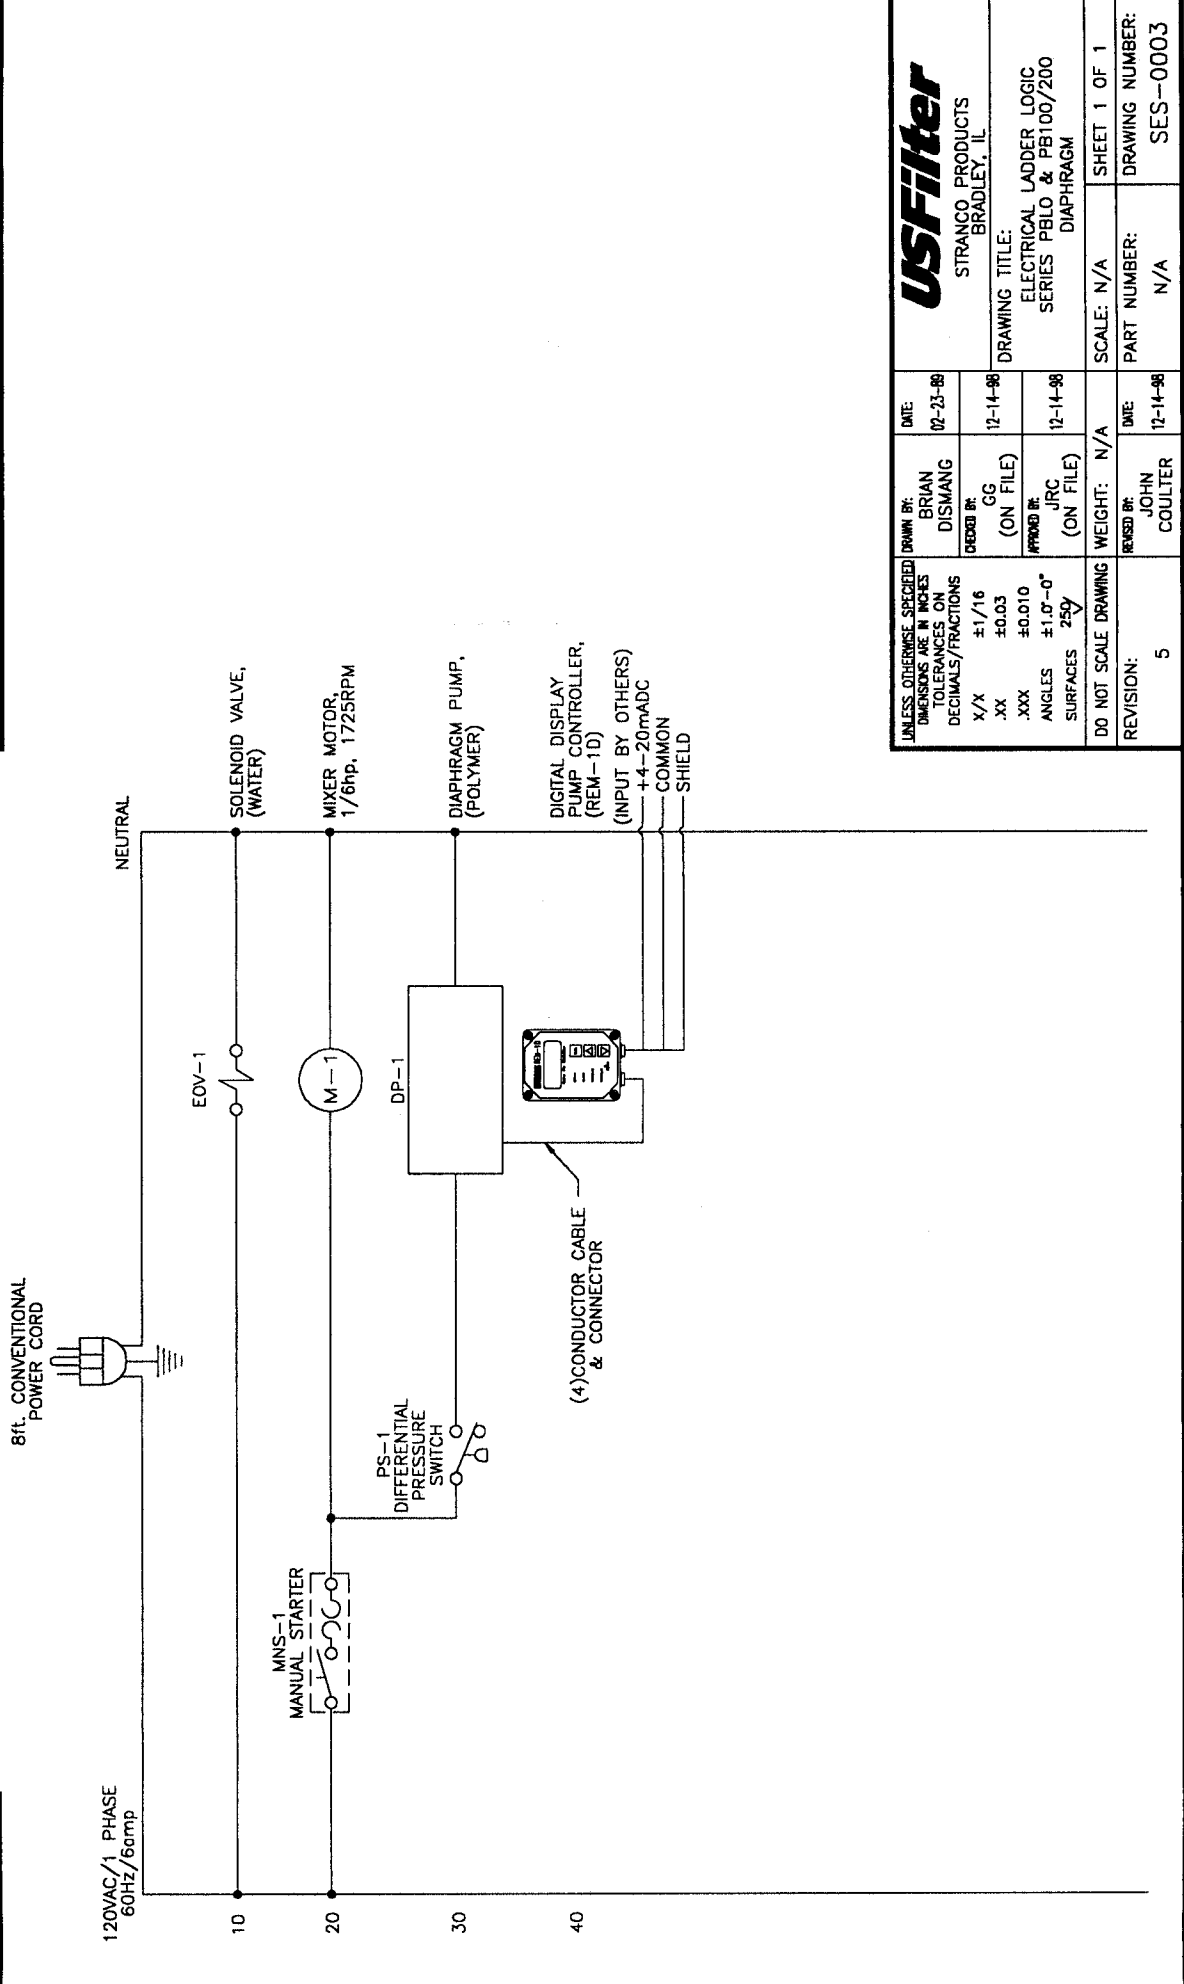 8ft. CONVENTIONAL
POWER CORD
120VAC/1 PHASE
60Hz/6amp
NEUTRAL
10
EOV-1
SOLENOID VALVE,
(WATER)
20
MNS-1
MANUAL STARTER
M-1
MIXER MOTOR,
1/6hp, 1725RPM
30
PS-1
DIFFERENTIAL
PRESSURE
SWITCH
DP-1
DIAPHRAGM PUMP,
(POLYMER)
40
(4)CONDUCTOR CABLE
& CONNECTOR
DIGITAL DISPLAY
PUMP CONTROLLER,
(REM-1D)
(INPUT BY OTHERS)
+4-20mADC
COMMON
SHIELD
UNLESS OTHERWISE SPECIFIED
DIMENSIONS ARE IN INCHES
TOLERANCES ON
DECIMALS/FRACTIONS
X/X ±1/16
.XX ±0.03
.XXX ±0.010
ANGLES ±1.0°-0"
SURFACES 250
DO NOT SCALE DRAWING
REVISION:
5
DRAWN BY:
BRIAN
DISMANG
DATE:
02-23-89
CHECKED BY:
GG
(ON FILE)
12-14-98
APPROVED BY:
JRC
(ON FILE)
12-14-98
WEIGHT: N/A
REVISED BY:
JOHN
COULTER
DATE:
12-14-98
USFilter
STRANCO PRODUCTS
BRADLEY, IL
DRAWING TITLE:
ELECTRICAL LADDER LOGIC
SERIES PBLO & PB100/200
DIAPHRAGM
SCALE: N/A
SHEET 1 OF 1
PART NUMBER:
N/A
DRAWING NUMBER:
SES-0003